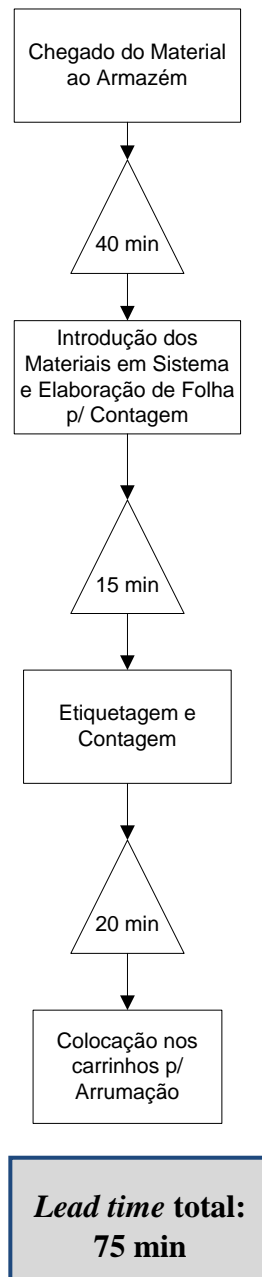 Chegado do Material
ao Armazém
40 min
Introdução dos
Materiais em Sistema
e Elaboração de Folha
p/ Contagem
15 min
Etiquetagem e
Contagem
20 min
Colocação nos
carrinhos p/
Arrumação
Lead time total:
75 min